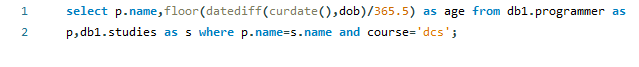 1 select p.name,floor(datediff(curdate(),dob)/365.5) as age from db1.programmer as
2 p,db1.studies as s where p.name=s.name and course='dcs';